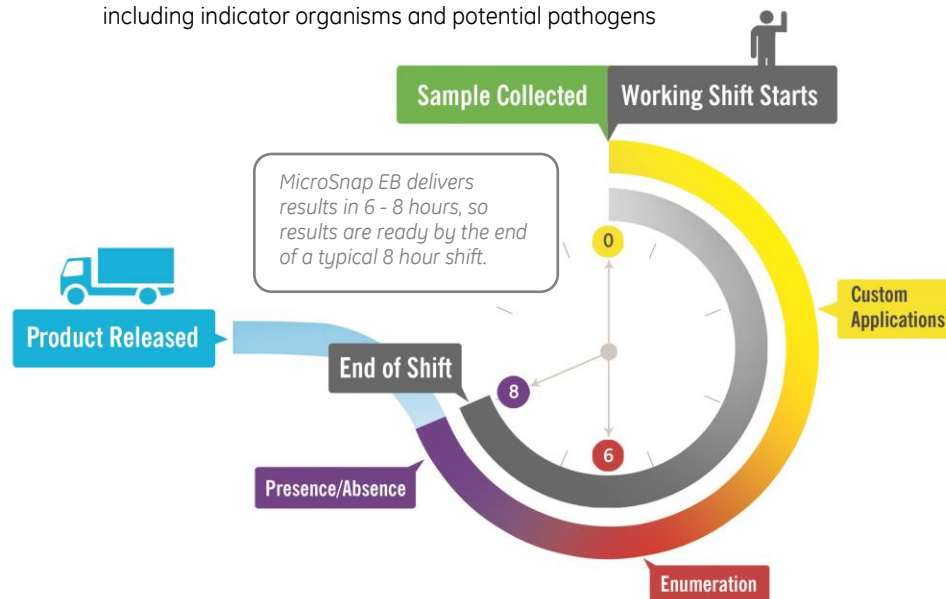 including indicator organisms and potential pathogens
Sample Collected
Working Shift Starts
MicroSnap EB delivers
results in 6 - 8 hours, so
results are ready by the end
of a typical 8 hour shift.
0
Custom
Applications
Product Released
End of Shift
8
6
Presence/Absence
Enumeration